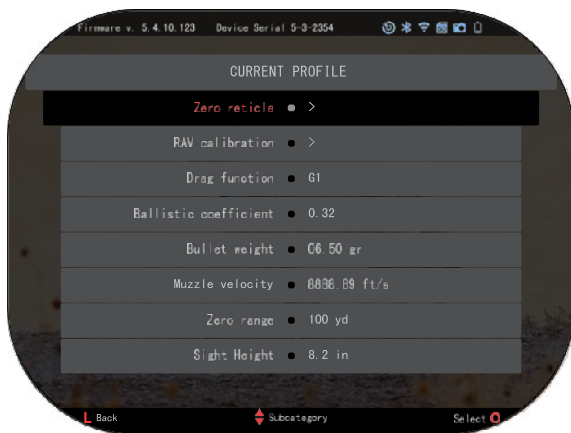 Firmware v. 5.4.10.123 Device Serial 5-3-2354
CURRENT PROFILE
Zero reticle >
RAV calibration >
Drag function G1
Ballistic coefficient 0.32
Bullet weight 06.50 gr
Muzzle velocity 8888.89 ft/s
Zero range 100 yd
Sight Height 8.2 in
L Back Subcategory Select O